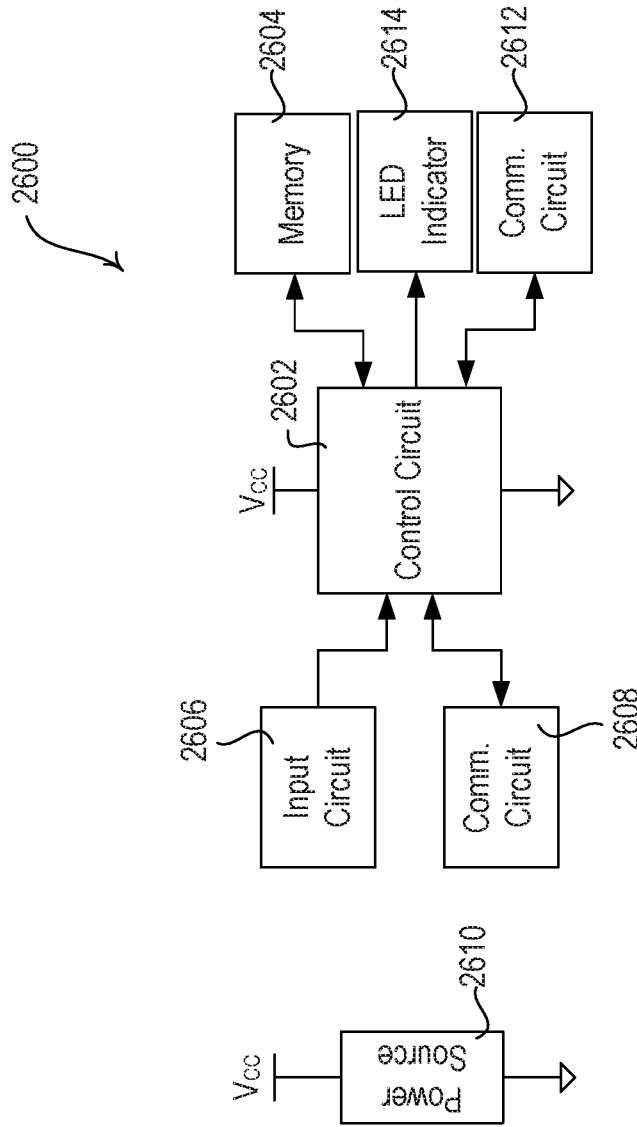 2600
Vcc
Power
Source
2610
Input
Circuit
2606
Comm.
Circuit
2608
Vcc
2602
Control Circuit
Memory
2604
LED
Indicator
2614
Comm.
Circuit
2612